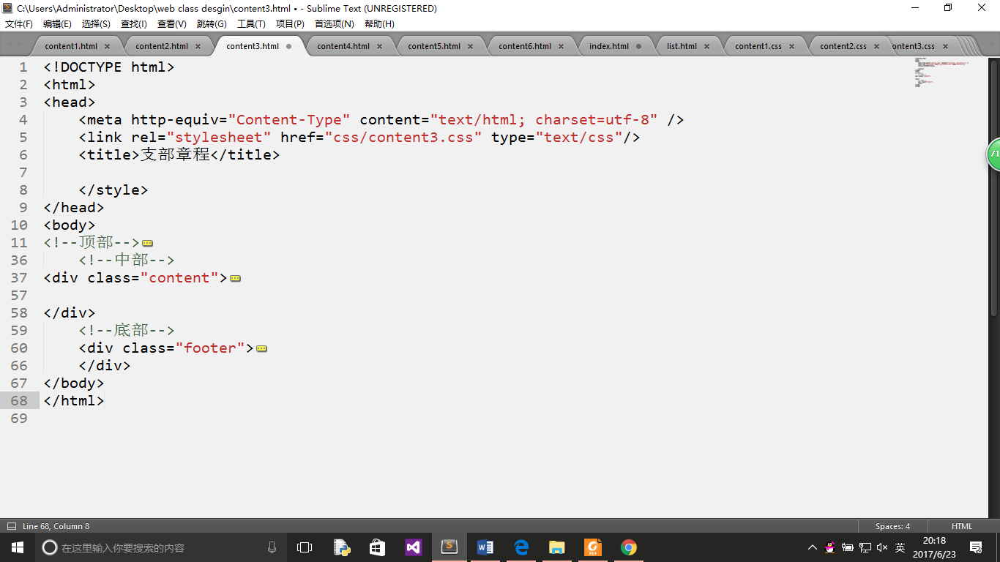 C:\Users\Administrator\Desktop\web class desgin\content3.html • - Sublime Text (UNREGISTERED)
文件(F) 编辑(E) 选择(S) 查找(I) 查看(V) 跳转(G) 工具(T) 项目(P) 首选项(N) 帮助(H)
content1.html content2.html content3.html content4.html content5.html content6.html index.html list.html content1.css content2.css ontent3.css
1 <!DOCTYPE html>
2 <html>
3 <head>
4 <meta http-equiv="Content-Type" content="text/html; charset=utf-8" />
5 <link rel="stylesheet" href="css/content3.css" type="text/css"/>
6 <title>支部章程</title>
7
8 </style>
9 </head>
10 <body>
11 <!--顶部-->
36 <!--中部-->
37 <div class="content">
57
58 </div>
59 <!--底部-->
60 <div class="footer">
66 </div>
67 </body>
68 </html>
69
71
Line 68, Column 8 Spaces: 4 HTML
在这里输入你要搜索的内容 英 20:18
2017/6/23